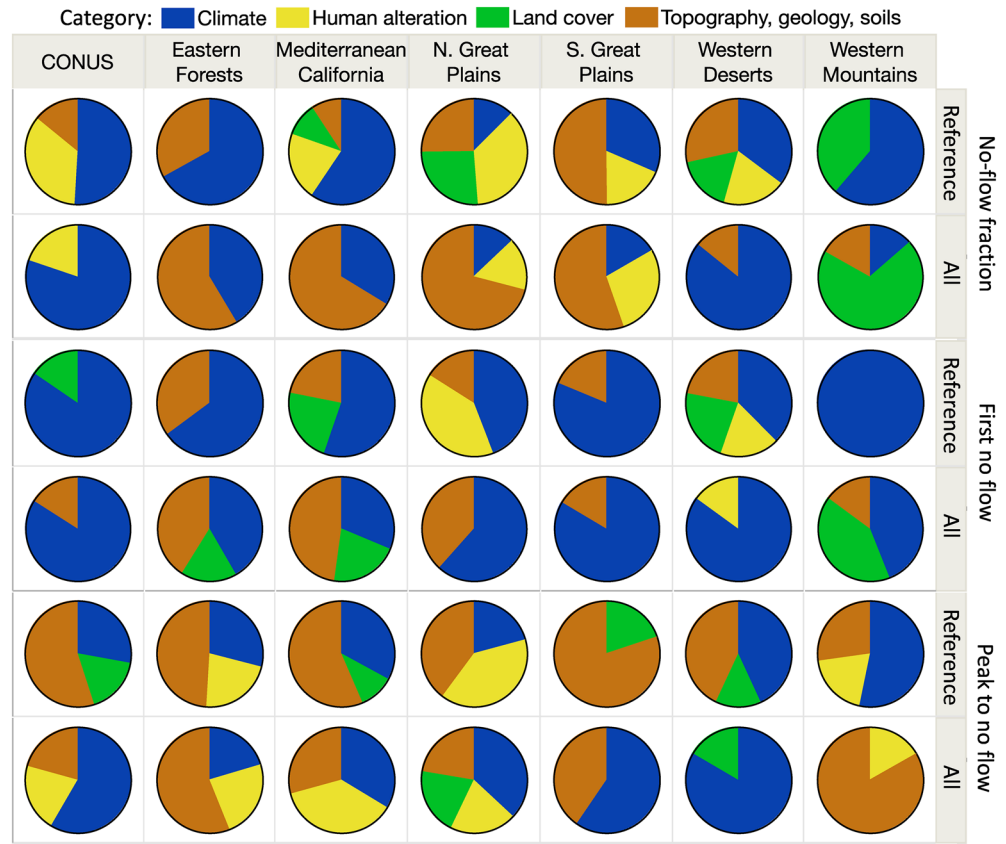 Category: Climate Human alteration Land cover Topography, geology, soils
CONUS
Eastern
Forests
Mediterranean
California
N. Great
Plains
S. Great
Plains
Western
Deserts
Western
Mountains
Reference
All
No-flow fraction
Reference
All
First no flow
Reference
All
Peak to no flow